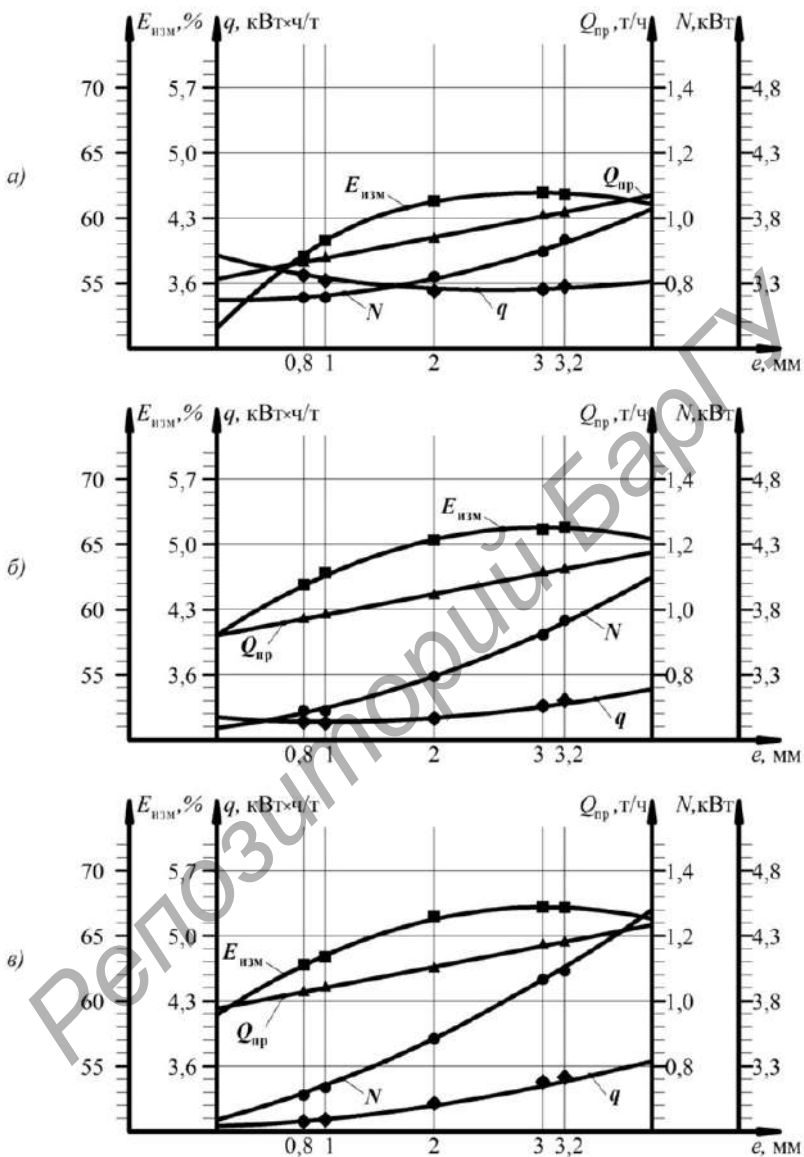 E изм, % q, кВт×ч/т Q пр, т/ч N, кВт
70 5,7 1,4 4,8
65 5,0 1,2 4,3
а) E изм Q пр
60 4,3 1,0 3,8
55 3,6 0,8 3,3
N q
0,8 1 2 3 3,2 e, мм
E изм, % q, кВт×ч/т Q пр, т/ч N, кВт
70 5,7 1,4 4,8
E изм
65 5,0 1,2 4,3
б)
60 4,3 1,0 3,8
Q пр N
55 3,6 0,8 3,3
q
0,8 1 2 3 3,2 e, мм
E изм, % q, кВт×ч/т Q пр, т/ч N, кВт
70 5,7 1,4 4,8
65 5,0 1,2 4,3
в) E изм
60 4,3 1,0 3,8
Q пр
55 3,6 0,8 3,3
N q
0,8 1 2 3 3,2 e, мм
Репозиторий БарГУ